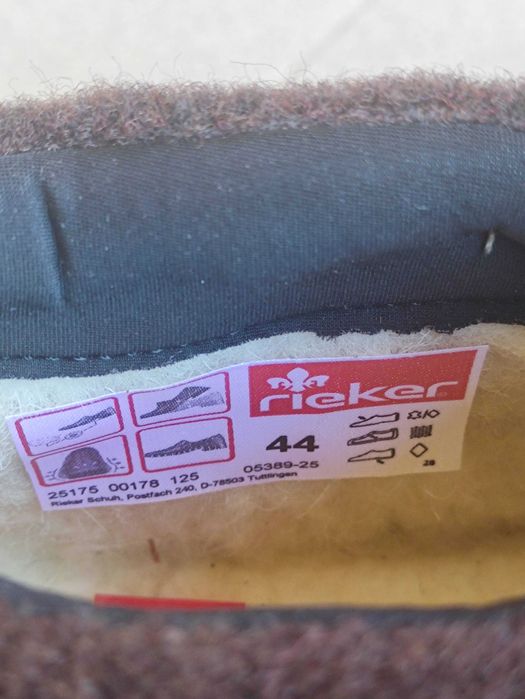 rieker
44
25175 00178 125 05389-25
Rieker Schuh, Postfach 240, D-78503 Tuttlingen